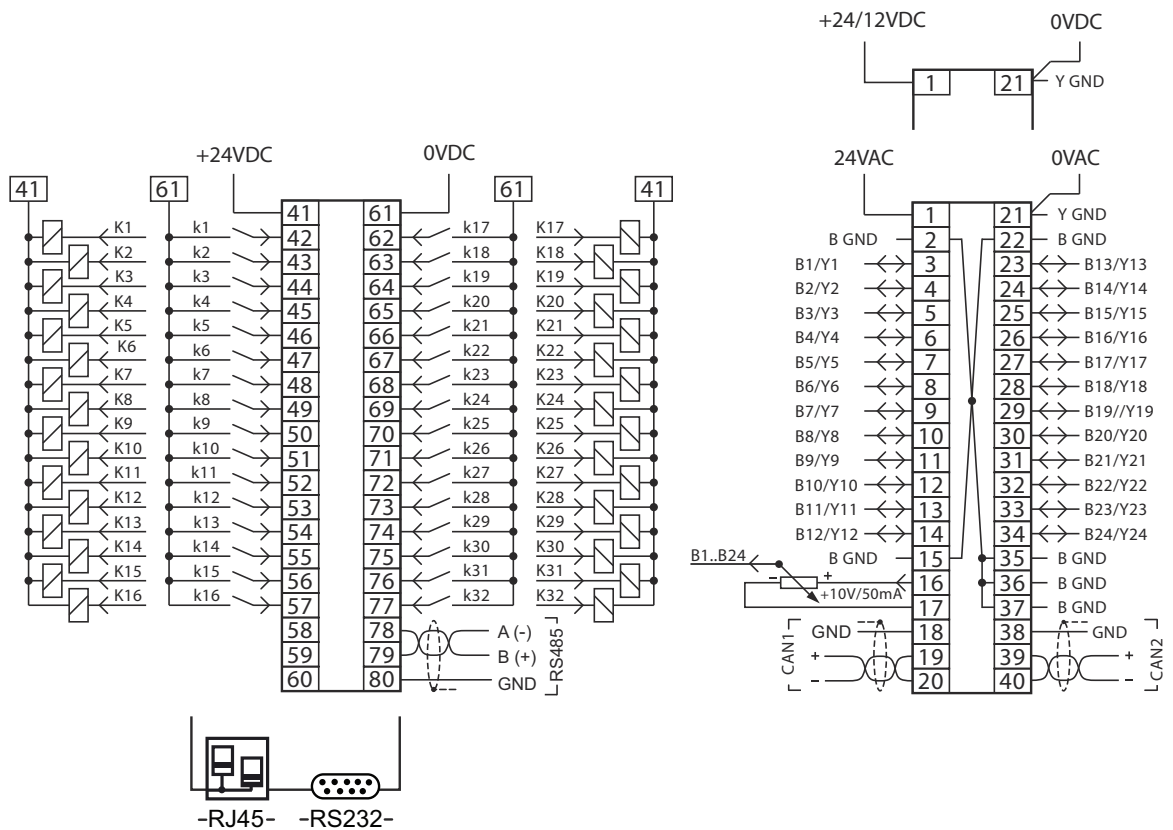 +24/12VDC 0VDC
1 21 Y GND
+24VDC 0VDC 24VAC 0VAC
41 61 61 41
41 61 1 21 Y GND
K1 k1 42 62 k17 K17 B GND 2 22 B GND
K2 k2 43 63 k18 K18 B1/Y1 3 23 B13/Y13
K3 k3 44 64 k19 K19 B2/Y2 4 24 B14/Y14
K4 k4 45 65 k20 K20 B3/Y3 5 25 B15/Y15
K5 k5 46 66 k21 K21 B4/Y4 6 26 B16/Y16
K6 k6 47 67 k22 K22 B5/Y5 7 27 B17/Y17
K7 k7 48 68 k23 K23 B6/Y6 8 28 B18/Y18
K8 k8 49 69 k24 K24 B7/Y7 9 29 B19//Y19
K9 k9 50 70 k25 K25 B8/Y8 10 30 B20/Y20
K10 k10 51 71 k26 K26 B9/Y9 11 31 B21/Y21
K11 k11 52 72 k27 K27 B10/Y10 12 32 B22/Y22
K12 k12 53 73 k28 K28 B11/Y11 13 33 B23/Y23
K13 k13 54 74 k29 K29 B12/Y12 14 34 B24/Y24
K14 k14 55 75 k30 K30 B1..B24 B GND 15 35 B GND
K15 k15 56 76 k31 K31 - + 16 36 B GND
K16 k16 57 77 k32 K32 +10V/50mA 17 37 B GND
58 78 A (-) GND 18 38 GND
59 79 B (+) + 19 39 +
60 80 GND - 20 40 -
RS485 CAN1 CAN2
-RJ45- -RS232-